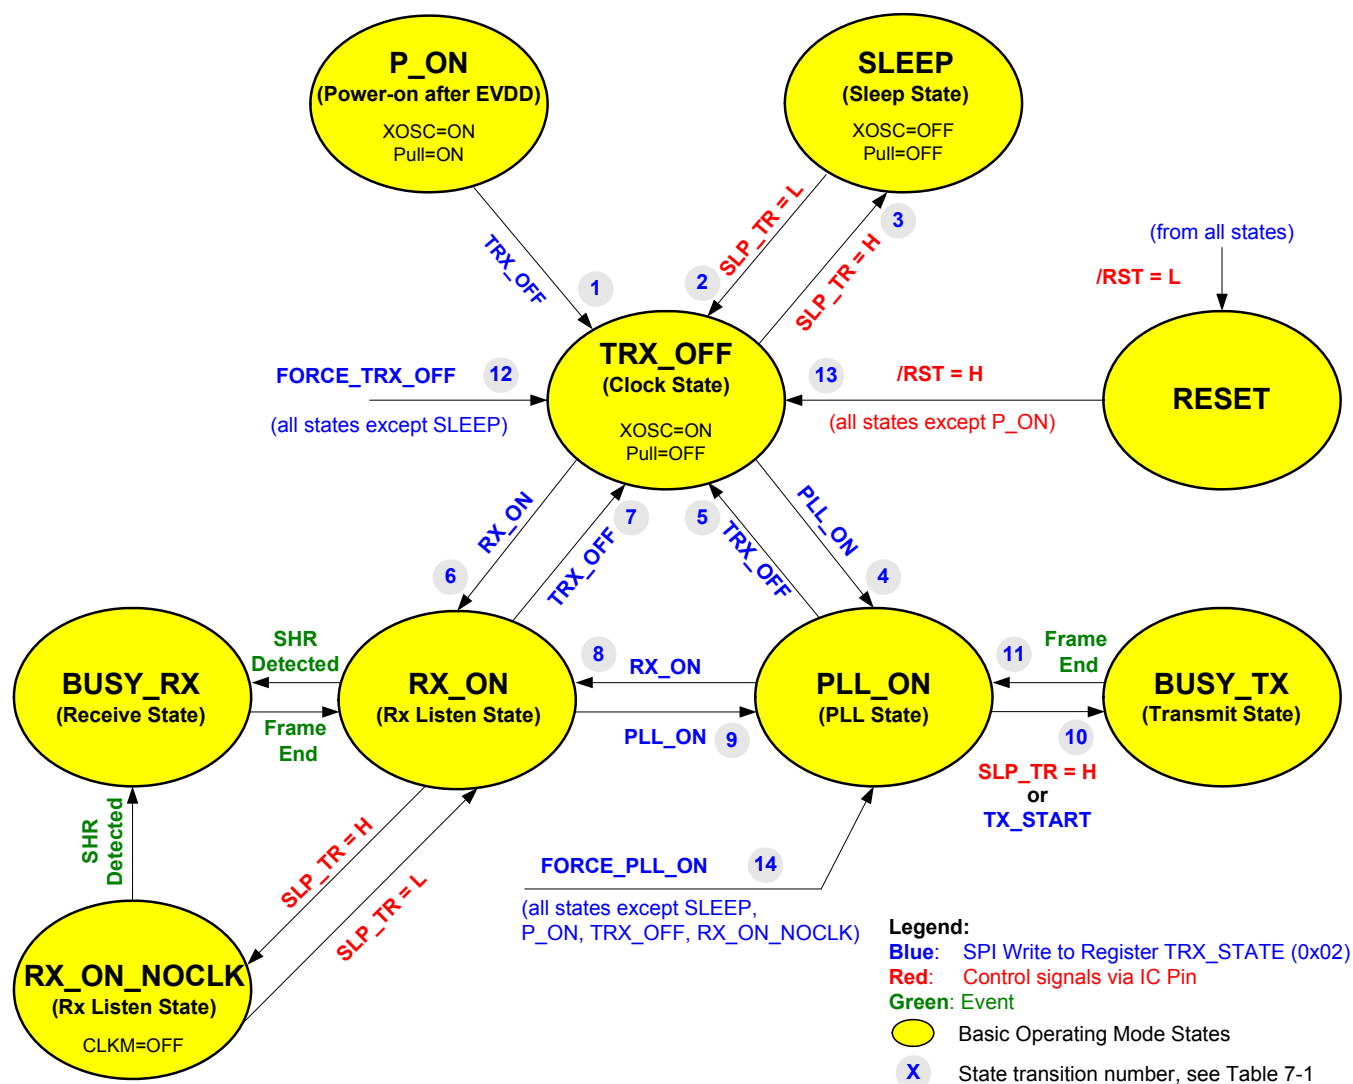 P_ON
(Power-on after EVDD)
XOSC=ON
Pull=ON
SLEEP
(Sleep State)
XOSC=OFF
Pull=OFF
TRX_OFF
1
SLP_TR = L
2
SLP_TR = H
3
(from all states)
/RST = L
TRX_OFF
(Clock State)
XOSC=ON
Pull=OFF
FORCE_TRX_OFF
12
(all states except SLEEP)
13
/RST = H
(all states except P_ON)
RESET
RX_ON
6
7
TRX_OFF
5
TRX_OFF
PLL_ON
4
BUSY_RX
(Receive State)
SHR
Detected
Frame
End
RX_ON
(Rx Listen State)
8
RX_ON
PLL_ON
9
PLL_ON
(PLL State)
11
Frame
End
10
SLP_TR = H
or
TX_START
BUSY_TX
(Transmit State)
SHR
Detected
SLP_TR = H
SLP_TR = L
FORCE_PLL_ON
14
(all states except SLEEP,
P_ON, TRX_OFF, RX_ON_NOCLK)
RX_ON_NOCLK
(Rx Listen State)
CLKM=OFF
Legend:
Blue: SPI Write to Register TRX_STATE (0x02)
Red: Control signals via IC Pin
Green: Event
Basic Operating Mode States
X State transition number, see Table 7-1